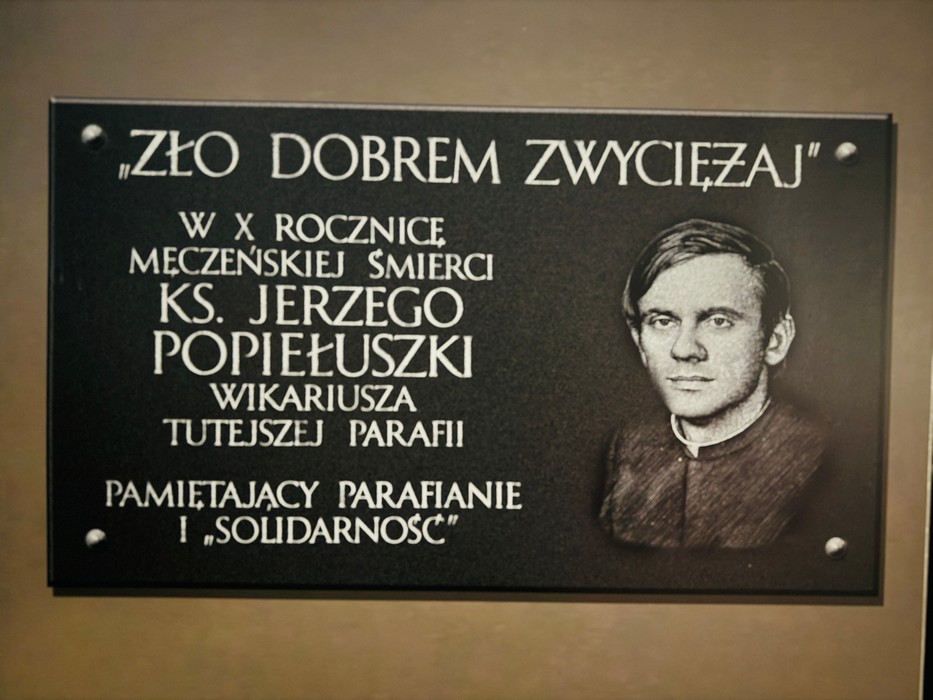 „ZŁO DOBREM ZWYCIĘŻAJ”
W X ROCZNICĘ
MĘCZEŃSKIEJ ŚMIERCI
KS. JERZEGO
POPIEŁUSZKI
WIKARIUSZA
TUTEJSZEJ PARAFII
PAMIĘTAJĄCY PARAFIANIE
I „SOLIDARNOŚĆ”